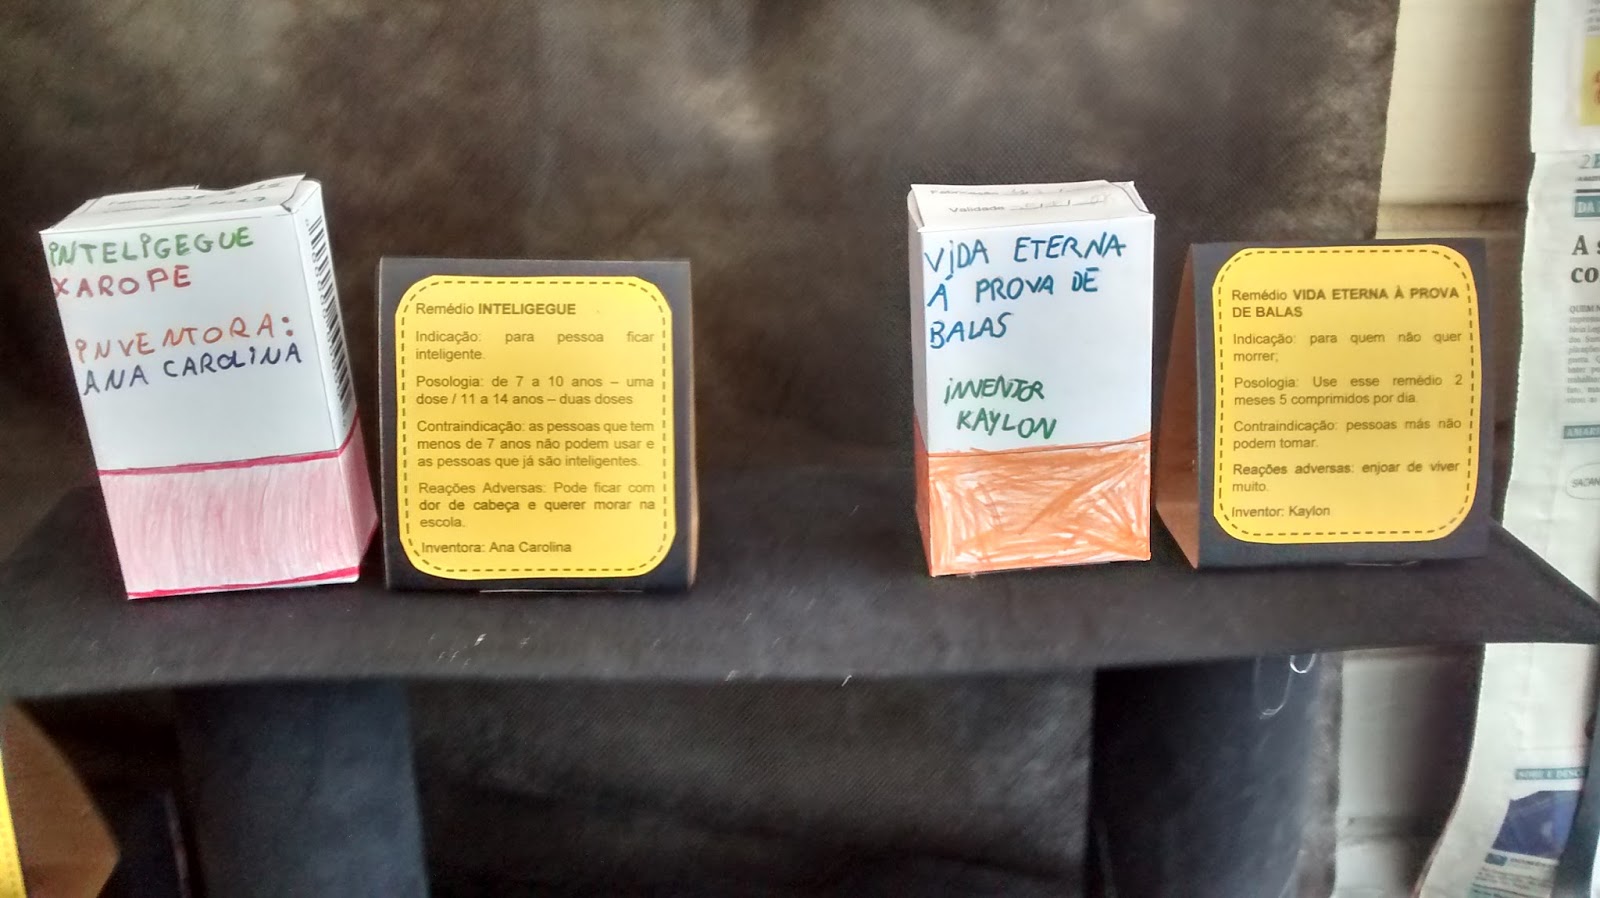 INTELIGEGUE
XAROPE
INVENTORA:
ANA CAROLINA
Remédio INTELIGEGUE
Indicação: para pessoa ficar
inteligente.
Posologia: de 7 a 10 anos – uma
dose / 11 a 14 anos – duas doses
Contraindicação: as pessoas que tem
menos de 7 anos não podem usar e
as pessoas que já são inteligentes.
Reações Adversas: Pode ficar com
dor de cabeça e querer morar na
escola.
Inventora: Ana Carolina
Fabricação
Validade
VIDA ETERNA
Á PROVA DE
BALAS
INVENTOR
KAYLON
Remédio VIDA ETERNA À PROVA
DE BALAS
Indicação: para quem não quer
morrer;
Posologia: Use esse remédio 2
meses 5 comprimidos por dia.
Contraindicação: pessoas más não
podem tomar.
Reações adversas: enjoar de viver
muito.
Inventor: Kaylon
DA
A
co